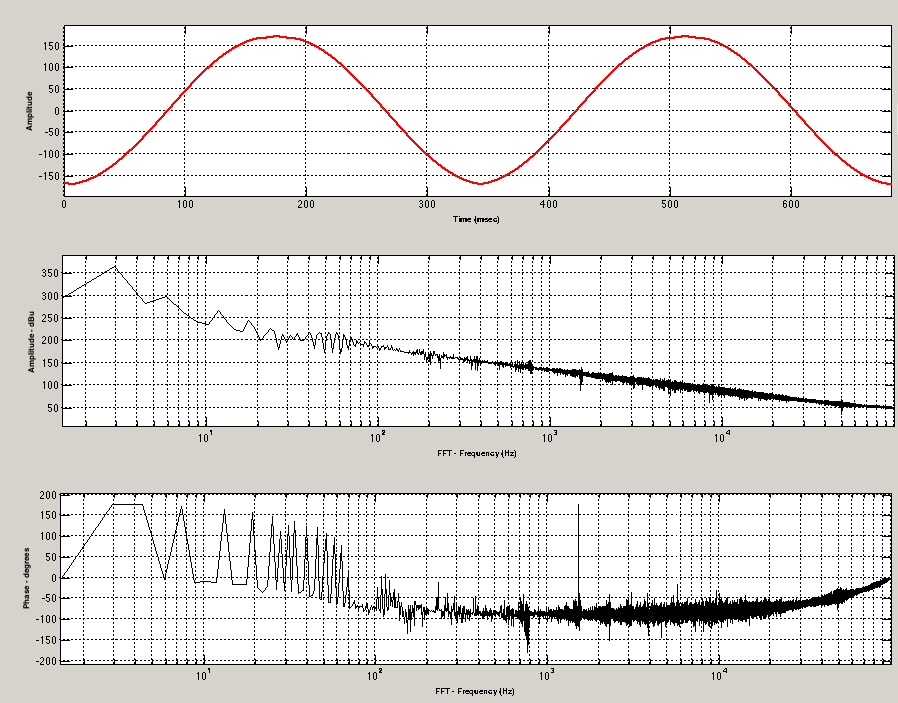 150
100
50
0
-50
-100
-150
Amplitude
0 100 200 300 400 500 600
Time (msec)
350
300
250
200
150
100
50
Amplitude - dBu
10^1 10^2 10^3 10^4
FFT - Frequency (Hz)
200
150
100
50
0
-50
-100
-150
-200
Phase - degrees
10^1 10^2 10^3 10^4
FFT - Frequency (Hz)